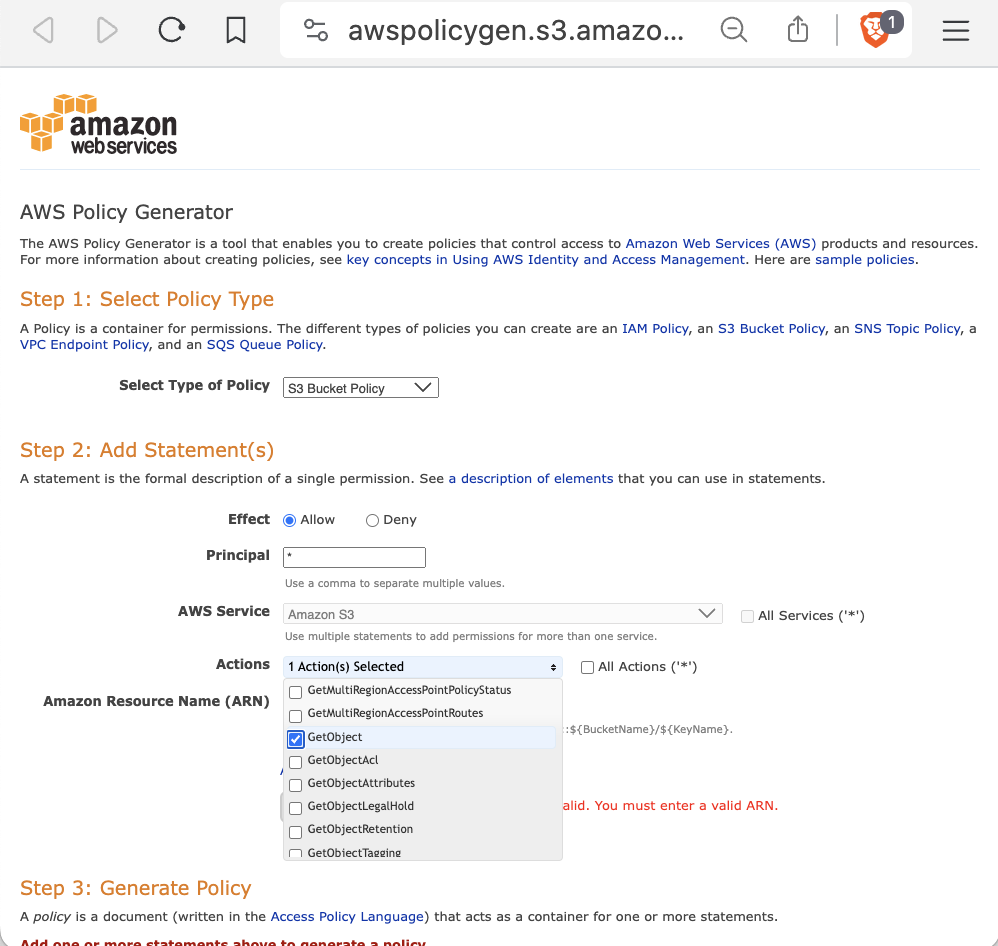 awspolicygen.s3.amazo...
1
amazon
web services
AWS Policy Generator
The AWS Policy Generator is a tool that enables you to create policies that control access to Amazon Web Services (AWS) products and resources.
For more information about creating policies, see key concepts in Using AWS Identity and Access Management. Here are sample policies.
Step 1: Select Policy Type
A Policy is a container for permissions. The different types of policies you can create are an IAM Policy, an S3 Bucket Policy, an SNS Topic Policy, a
VPC Endpoint Policy, and an SQS Queue Policy.
Select Type of Policy S3 Bucket Policy
Step 2: Add Statement(s)
A statement is the formal description of a single permission. See a description of elements that you can use in statements.
Effect Allow Deny
Principal *
Use a comma to separate multiple values.
AWS Service Amazon S3 All Services ('*')
Use multiple statements to add permissions for more than one service.
Actions 1 Action(s) Selected All Actions ('*')
GetMultiRegionAccessPointPolicyStatus
Amazon Resource Name (ARN)
GetMultiRegionAccessPointRoutes
::${BucketName}/${KeyName}.
GetObject
GetObjectAcl
GetObjectAttributes
GetObjectLegalHold
alid. You must enter a valid ARN.
GetObjectRetention
GetObjectTagging
Step 3: Generate Policy
A policy is a document (written in the Access Policy Language) that acts as a container for one or more statements.
Add one or more statements above to generate a policy.